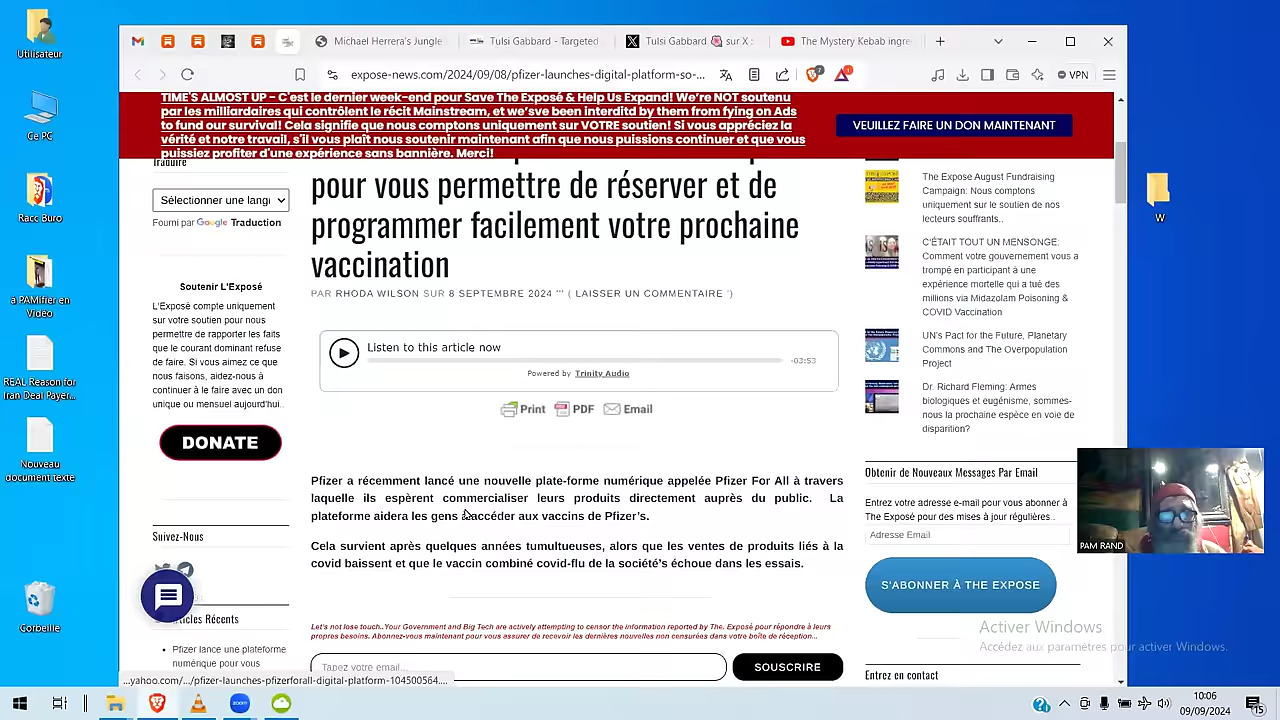 Utilisateur
Ce PC
Racc Buro
a PAMifier en Vidéo
REAL Reason for Iran Deal Payer...
Nouveau document texte
Corbeille
Michael Herrera's Jungle
Tulsi Gabbard - Targeted
Tulsi Gabbard
sur X
The Mystery Kebab ingre
expose-news.com/2024/09/08/pfizer-launches-digital-platform-so-...
7
1
VPN
TIME'S ALMOST UP – C'est le dernier week-end pour Save The Exposé & Help Us Expand! We're NOT soutenu
par les milliardaires qui contrôlent le récit Mainstream, et we'sve been interditd by them from fying on Ads
to fund our survival! Cela signifie que nous comptons uniquement sur VOTRE soutien! Si vous appréciez la
vérité et notre travail, s'il vous plaît nous soutenir maintenant afin que nous puissions continuer et que vous
puissiez profiter d'une expérience sans bannière. Merci!
VEUILLEZ FAIRE UN DON MAINTENANT
Traduire
Sélectionner une langu
Fourni par Google Traduction
Soutenir L'Exposé
L'Exposé compte uniquement
sur votre soutien pour nous
permettre de rapporter les faits
que le courant dominant refuse
de faire. Si vous aimez ce que
nous faisons, aidez-nous à
continuer à le faire avec un don
unique ou mensuel aujourd'hui..
DONATE
Suivez-Nous
Articles Récents
Pfizer lance une plateforme
numérique pour vous
pour vous permettre de réserver et de
programmer facilement votre prochaine
vaccination
PAR RHODA WILSON SUR 8 SEPTEMBRE 2024 ''' ( LAISSER UN COMMENTAIRE ')
Listen to this article now
-03:53
Powered by Trinity Audio
Print PDF Email
Pfizer a récemment lancé une nouvelle plate-forme numérique appelée Pfizer For All à travers
laquelle ils espèrent commercialiser leurs produits directement auprès du public. La
plateforme aidera les gens à accéder aux vaccins de Pfizer's.
Cela survient après quelques années tumultueuses, alors que les ventes de produits liés à la
covid baissent et que le vaccin combiné covid-flu de la société's échoue dans les essais.
Let's not lose touch..Your Government and Big Tech are actively attempting to censor the information reported by The. Exposé pour répondre à leurs
propres besoins. Abonnez-vous maintenant pour vous assurer de recevoir les dernières nouvelles non censurées dans votre boîte de réception...
Tapez votre email...
SOUSCRIRE
...yahoo.com/.../pfizer-launches-pfizerforall-digital-platform-104500564....
The Expose August Fundraising
Campaign: Nous comptons
uniquement sur le soutien de nos
lecteurs souffrants..
C'ÉTAIT TOUT UN MENSONGE:
Comment votre gouvernement vous a
trompé en participant à une
expérience mortelle qui a tué des
millions via Midazolam Poisoning &
COVID Vaccination
UN's Pact for the Future, Planetary
Commons and The Overpopulation
Project
Dr. Richard Fleming: Armes
biologiques et eugénisme, sommes-
nous la prochaine espèce en voie de
disparition?
Obtenir de Nouveaux Messages Par Email
Entrez votre adresse e-mail pour vous abonner à
The Exposé pour des mises à jour régulières..
Adresse Email
S'ABONNER À THE EXPOSE
Entrer en contact
W
PAM RAND
Activer Windows
Accédez aux paramètres pour activer Windows.
zoom
10:06
09/09/2024
15